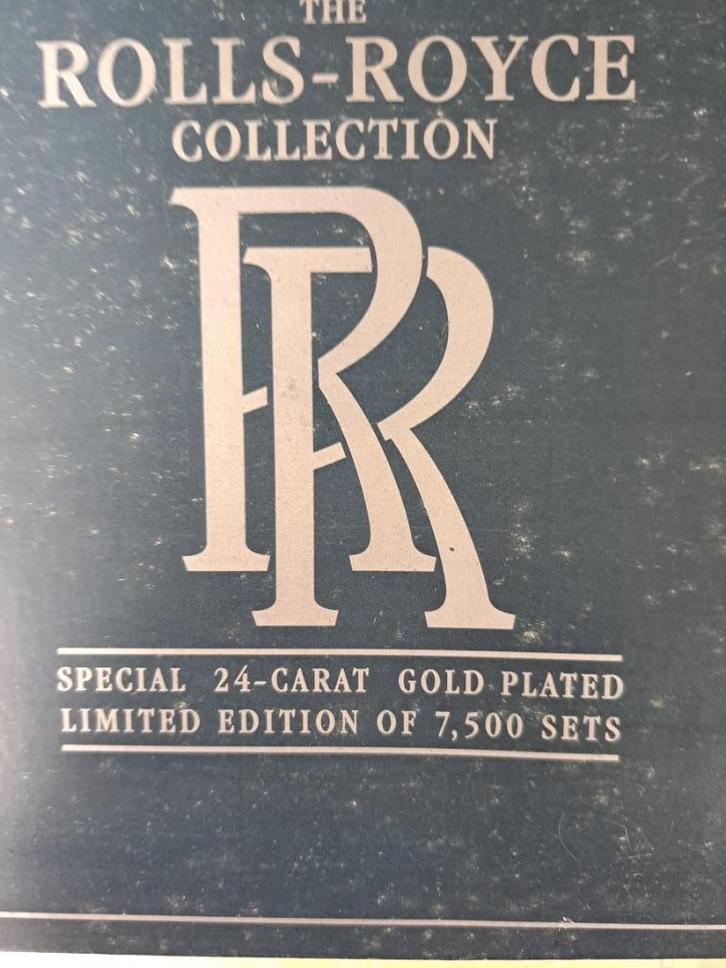 THE
ROLLS-ROYCE
COLLECTION
RR
SPECIAL 24-CARAT GOLD PLATED
LIMITED EDITION OF 7,500 SETS